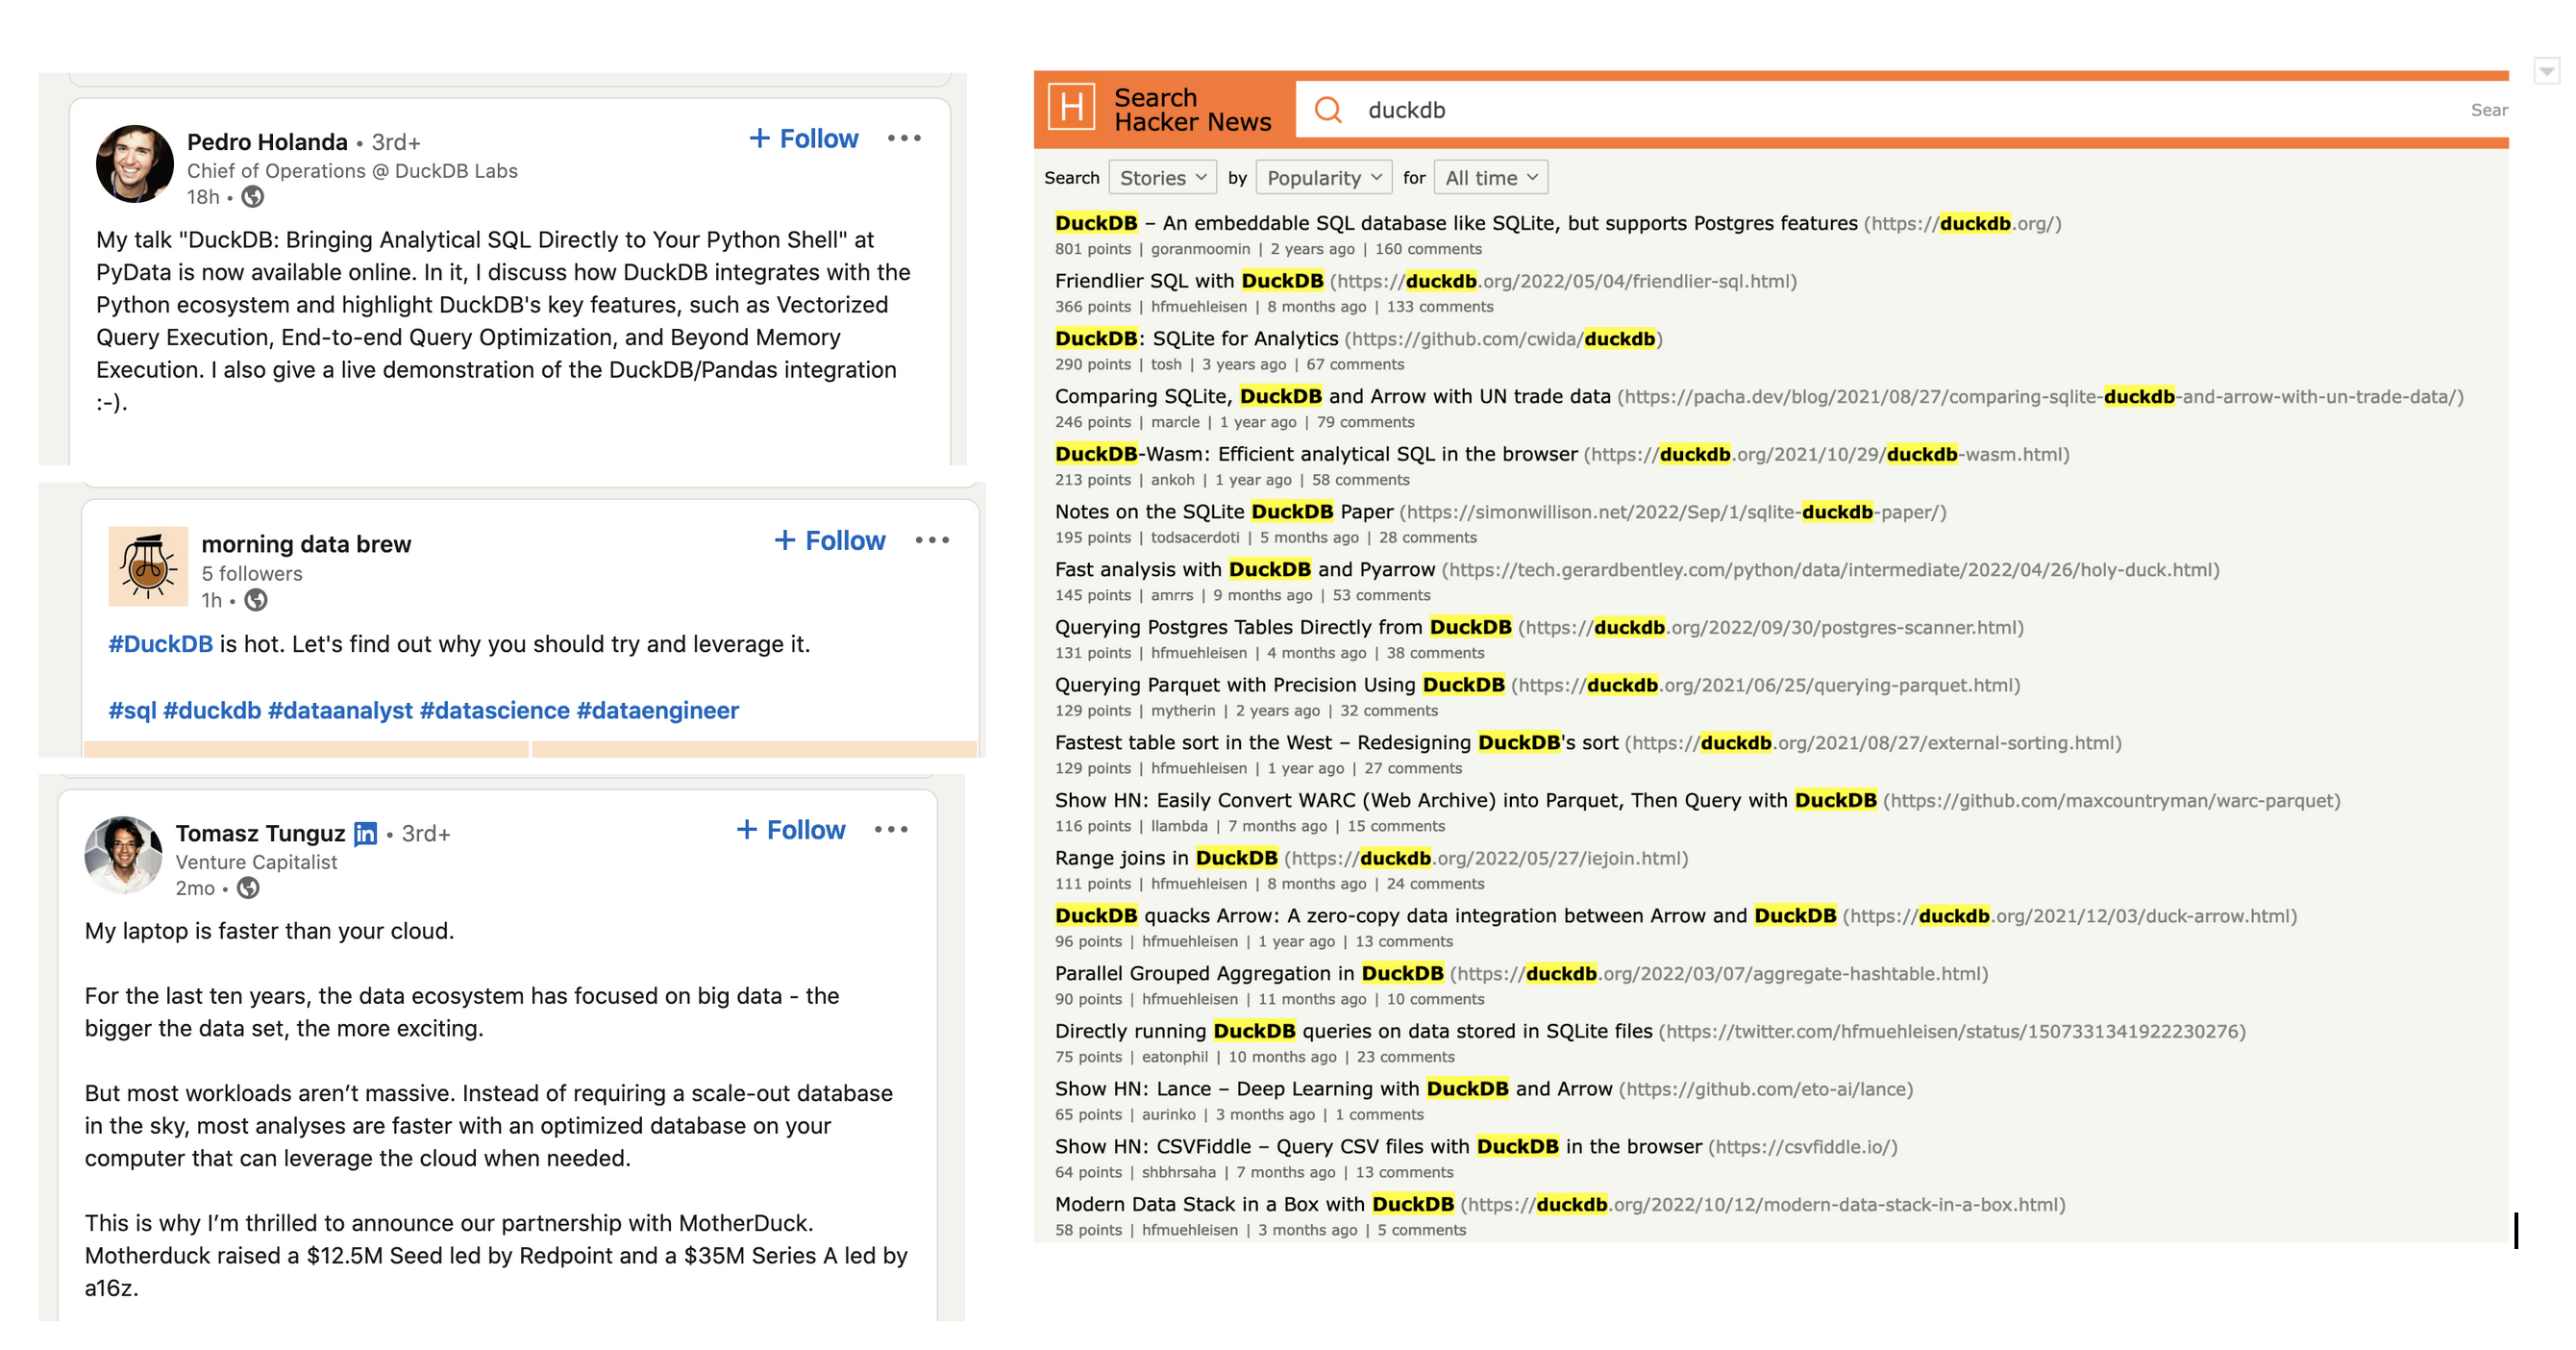 Pedro Holanda • 3rd+
+ Follow •••
Chief of Operations @ DuckDB Labs
18h •
My talk "DuckDB: Bringing Analytical SQL Directly to Your Python Shell" at
PyData is now available online. In it, I discuss how DuckDB integrates with the
Python ecosystem and highlight DuckDB's key features, such as Vectorized
Query Execution, End-to-end Query Optimization, and Beyond Memory
Execution. I also give a live demonstration of the DuckDB/Pandas integration
:-).
morning data brew
+ Follow •••
5 followers
1h •
#DuckDB is hot. Let's find out why you should try and leverage it.
#sql #duckdb #dataanalyst #datascience #dataengineer
Tomasz Tunguz in • 3rd+
+ Follow •••
Venture Capitalist
2mo •
My laptop is faster than your cloud.
For the last ten years, the data ecosystem has focused on big data - the
bigger the data set, the more exciting.
But most workloads aren’t massive. Instead of requiring a scale-out database
in the sky, most analyses are faster with an optimized database on your
computer that can leverage the cloud when needed.
This is why I’m thrilled to announce our partnership with MotherDuck.
Motherduck raised a $12.5M Seed led by Redpoint and a $35M Series A led by
a16z.
H
Search
Hacker News
duckdb
Sear
Search Stories by Popularity for All time
DuckDB – An embeddable SQL database like SQLite, but supports Postgres features (https://duckdb.org/)
801 points | goranmoomin | 2 years ago | 160 comments
Friendlier SQL with DuckDB (https://duckdb.org/2022/05/04/friendlier-sql.html)
366 points | hfmuehleisen | 8 months ago | 133 comments
DuckDB: SQLite for Analytics (https://github.com/cwida/duckdb)
290 points | tosh | 3 years ago | 67 comments
Comparing SQLite, DuckDB and Arrow with UN trade data (https://pacha.dev/blog/2021/08/27/comparing-sqlite-duckdb-and-arrow-with-un-trade-data/)
246 points | marcle | 1 year ago | 79 comments
DuckDB-Wasm: Efficient analytical SQL in the browser (https://duckdb.org/2021/10/29/duckdb-wasm.html)
213 points | ankoh | 1 year ago | 58 comments
Notes on the SQLite DuckDB Paper (https://simonwillison.net/2022/Sep/1/sqlite-duckdb-paper/)
195 points | todsacerdoti | 5 months ago | 28 comments
Fast analysis with DuckDB and Pyarrow (https://tech.gerardbentley.com/python/data/intermediate/2022/04/26/holy-duck.html)
145 points | amrrs | 9 months ago | 53 comments
Querying Postgres Tables Directly from DuckDB (https://duckdb.org/2022/09/30/postgres-scanner.html)
131 points | hfmuehleisen | 4 months ago | 38 comments
Querying Parquet with Precision Using DuckDB (https://duckdb.org/2021/06/25/querying-parquet.html)
129 points | mytherin | 2 years ago | 32 comments
Fastest table sort in the West – Redesigning DuckDB's sort (https://duckdb.org/2021/08/27/external-sorting.html)
129 points | hfmuehleisen | 1 year ago | 27 comments
Show HN: Easily Convert WARC (Web Archive) into Parquet, Then Query with DuckDB (https://github.com/maxcountryman/warc-parquet)
116 points | llambda | 7 months ago | 15 comments
Range joins in DuckDB (https://duckdb.org/2022/05/27/iejoin.html)
111 points | hfmuehleisen | 8 months ago | 24 comments
DuckDB quacks Arrow: A zero-copy data integration between Arrow and DuckDB (https://duckdb.org/2021/12/03/duck-arrow.html)
96 points | hfmuehleisen | 1 year ago | 13 comments
Parallel Grouped Aggregation in DuckDB (https://duckdb.org/2022/03/07/aggregate-hashtable.html)
90 points | hfmuehleisen | 11 months ago | 10 comments
Directly running DuckDB queries on data stored in SQLite files (https://twitter.com/hfmuehleisen/status/1507331341922230276)
75 points | eatonphil | 10 months ago | 23 comments
Show HN: Lance – Deep Learning with DuckDB and Arrow (https://github.com/eto-ai/lance)
65 points | aurinko | 3 months ago | 1 comments
Show HN: CSVFiddle – Query CSV files with DuckDB in the browser (https://csvfiddle.io/)
64 points | shbhrsaha | 7 months ago | 13 comments
Modern Data Stack in a Box with DuckDB (https://duckdb.org/2022/10/12/modern-data-stack-in-a-box.html)
58 points | hfmuehleisen | 3 months ago | 5 comments